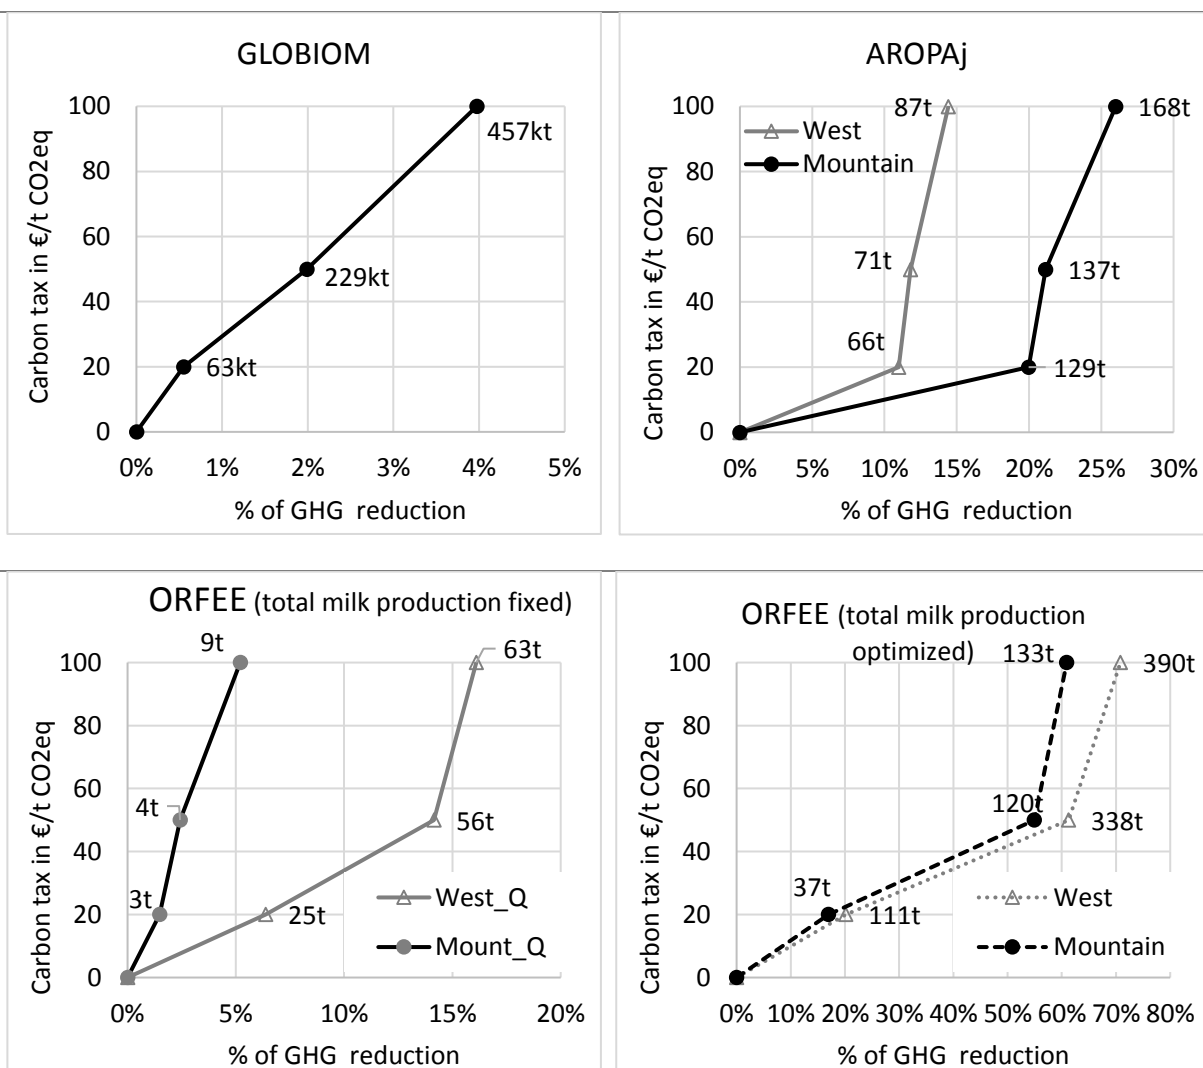 GLOBIOM
Carbon tax in €/t CO2eq
100
80
60
40
20
0
457kt
229kt
63kt
0% 1% 2% 3% 4% 5%
% of GHG reduction
AROPAj
Carbon tax in €/t CO2eq
100
80
60
40
20
0
West
Mountain
87t
71t
66t
168t
137t
129t
0% 5% 10% 15% 20% 25% 30%
% of GHG reduction
ORFEE (total milk production fixed)
Carbon tax in €/t CO2eq
100
80
60
40
20
0
9t
4t
3t
63t
56t
25t
West_Q
Mount_Q
0% 5% 10% 15% 20%
% of GHG reduction
ORFEE (total milk production
optimized)
Carbon tax in €/t CO2eq
100
80
60
40
20
0
133t
120t
37t
390t
338t
111t
West
Mountain
0% 10% 20% 30% 40% 50% 60% 70% 80%
% of GHG reduction